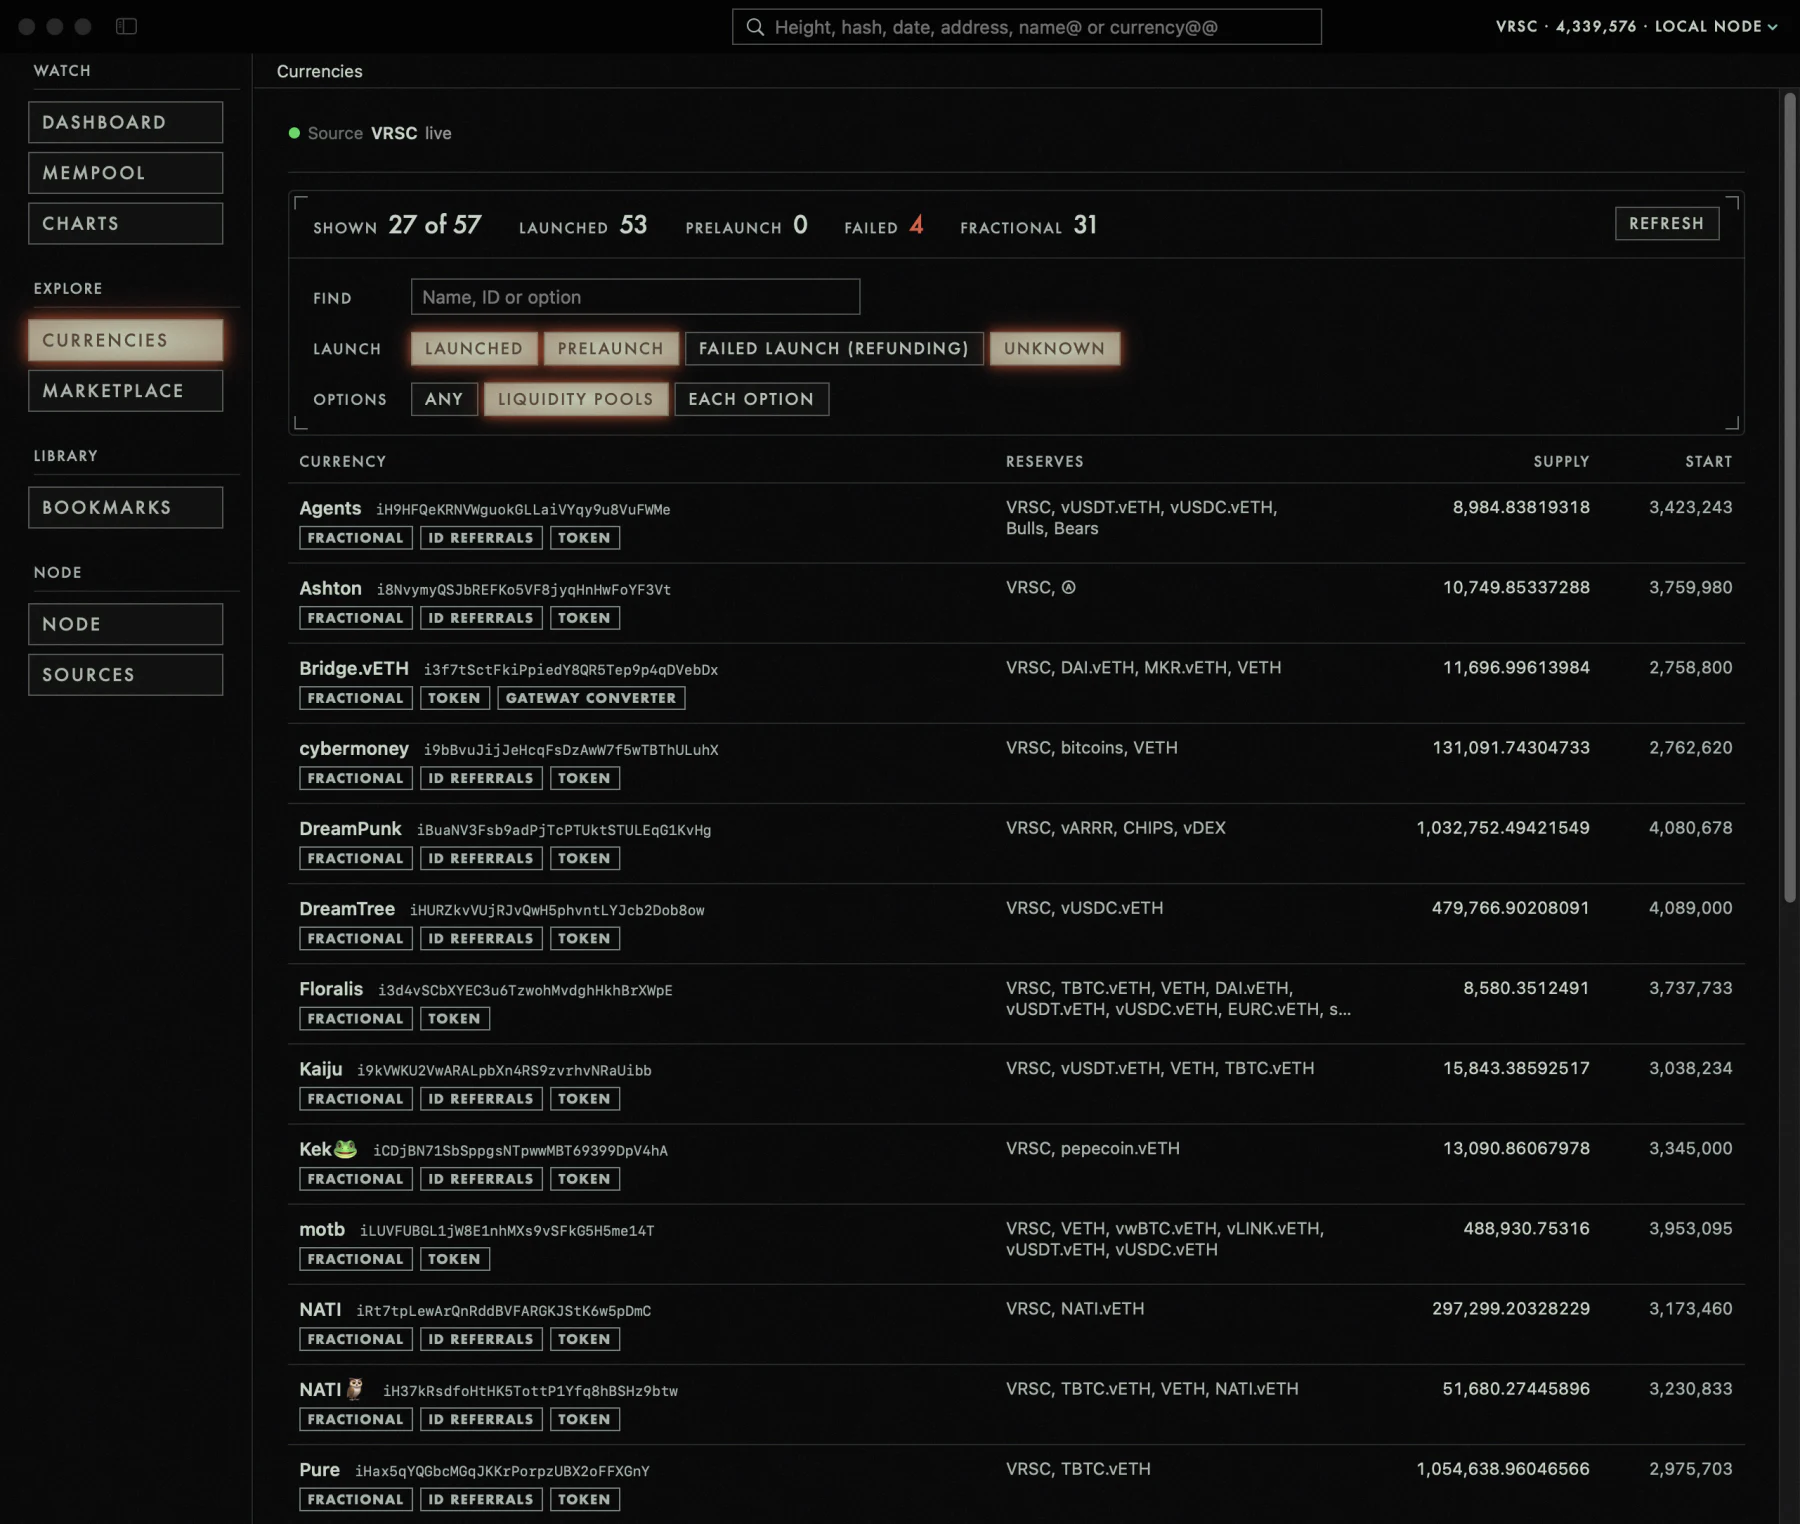 Height, hash, date, address, name@ or currency@@
VRSC · 4,339,576 · LOCAL NODE
WATCH
DASHBOARD
MEMPOOL
CHARTS
EXPLORE
CURRENCIES
MARKETPLACE
LIBRARY
BOOKMARKS
NODE
NODE
SOURCES
Currencies
Source VRSC live
SHOWN 27 of 57 LAUNCHED 53 PRELAUNCH 0 FAILED 4 FRACTIONAL 31 REFRESH
FIND Name, ID or option
LAUNCH LAUNCHED PRELAUNCH FAILED LAUNCH (REFUNDING) UNKNOWN
OPTIONS ANY LIQUIDITY POOLS EACH OPTION
CURRENCY RESERVES SUPPLY START
Agents iH9HFQeKRNVWguokGLLaiVYqy9u8VuFWMe VRSC, vUSDT.vETH, vUSDC.vETH, 8,984.83819318 3,423,243
Bulls, Bears
FRACTIONAL ID REFERRALS TOKEN
Ashton i8NvymyQSJbREFKo5VF8jyqHnHwFoYF3Vt VRSC, Ⓐ 10,749.85337288 3,759,980
FRACTIONAL ID REFERRALS TOKEN
Bridge.vETH i3f7tSctFkiPpiedY8QR5Tep9p4qDVebDx VRSC, DAI.vETH, MKR.vETH, VETH 11,696.99613984 2,758,800
FRACTIONAL TOKEN GATEWAY CONVERTER
cybermoney i9bBvuJijJeHcqFsDzAwW7f5wTBThULuhX VRSC, bitcoins, VETH 131,091.74304733 2,762,620
FRACTIONAL ID REFERRALS TOKEN
DreamPunk iBuaNV3Fsb9adPjTcPTUktSTULEqG1KvHg VRSC, vARRR, CHIPS, vDEX 1,032,752.49421549 4,080,678
FRACTIONAL ID REFERRALS TOKEN
DreamTree iHURZkvVUjRJvQwH5phvntLYJcb2Dob8ow VRSC, vUSDC.vETH 479,766.90208091 4,089,000
FRACTIONAL ID REFERRALS TOKEN
Floralis i3d4vSCbXYEC3u6TzwohMvdghHkhBrXWpE VRSC, TBTC.vETH, VETH, DAI.vETH, 8,580.3512491 3,737,733
vUSDT.vETH, vUSDC.vETH, EURC.vETH, s...
FRACTIONAL TOKEN
Kaiju i9kVWKU2VwARALpbXn4RS9zvrhvNRaUibb VRSC, vUSDT.vETH, VETH, TBTC.vETH 15,843.38592517 3,038,234
FRACTIONAL ID REFERRALS TOKEN
Kek🐸 iCDjBN71SbSppgsNTpwwMBT69399DpV4hA VRSC, pepecoin.vETH 13,090.86067978 3,345,000
FRACTIONAL ID REFERRALS TOKEN
motb iLUVFUBGL1jW8E1nhMXs9vSFkG5H5me14T VRSC, VETH, vwBTC.vETH, vLINK.vETH, 488,930.75316 3,953,095
vUSDT.vETH, vUSDC.vETH
FRACTIONAL TOKEN
NATI iRt7tpLewArQnRddBVFARGKJStK6w5pDmC VRSC, NATI.vETH 297,299.20328229 3,173,460
FRACTIONAL ID REFERRALS TOKEN
NATI🦉 iH37kRsdfoHtHK5TottP1Yfq8hBSHz9btw VRSC, TBTC.vETH, VETH, NATI.vETH 51,680.27445896 3,230,833
FRACTIONAL ID REFERRALS TOKEN
Pure iHax5qYQGbcMGqJKKrPorpzUBX2oFFXGnY VRSC, TBTC.vETH 1,054,638.96046566 2,975,703
FRACTIONAL ID REFERRALS TOKEN